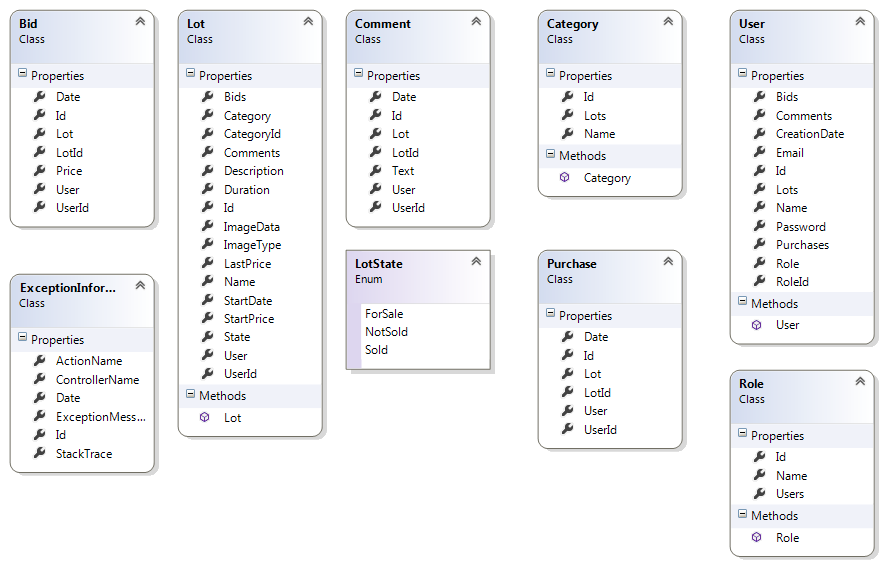 Bid
Class
Properties
Date
Id
Lot
LotId
Price
User
UserId
ExceptionInfor...
Class
Properties
ActionName
ControllerName
Date
ExceptionMess...
Id
StackTrace
Lot
Class
Properties
Bids
Category
CategoryId
Comments
Description
Duration
Id
ImageData
ImageType
LastPrice
Name
StartDate
StartPrice
State
User
UserId
Methods
Lot
Comment
Class
Properties
Date
Id
Lot
LotId
Text
User
UserId
LotState
Enum
ForSale
NotSold
Sold
Category
Class
Properties
Id
Lots
Name
Methods
Category
Purchase
Class
Properties
Date
Id
Lot
LotId
User
UserId
User
Class
Properties
Bids
Comments
CreationDate
Email
Id
Lots
Name
Password
Purchases
Role
RoleId
Methods
User
Role
Class
Properties
Id
Name
Users
Methods
Role